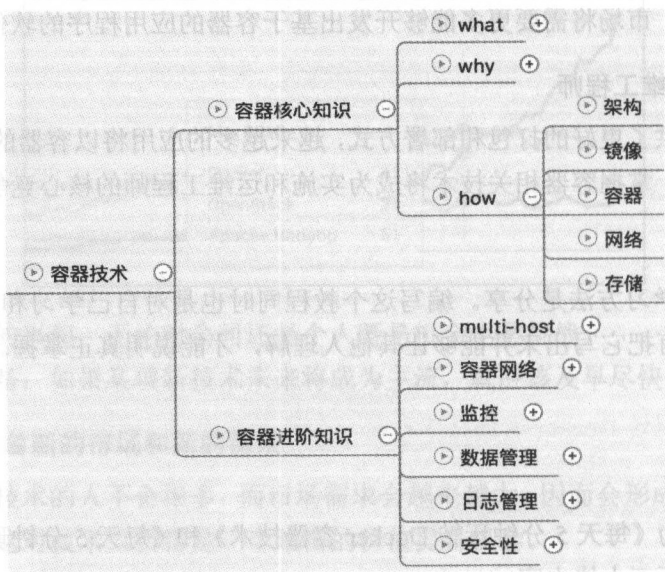 what
why
容器核心知识
架构
镜像
how
容器
网络
容器技术
存储
multi-host
容器网络
监控
容器进阶知识
数据管理
日志管理
安全性